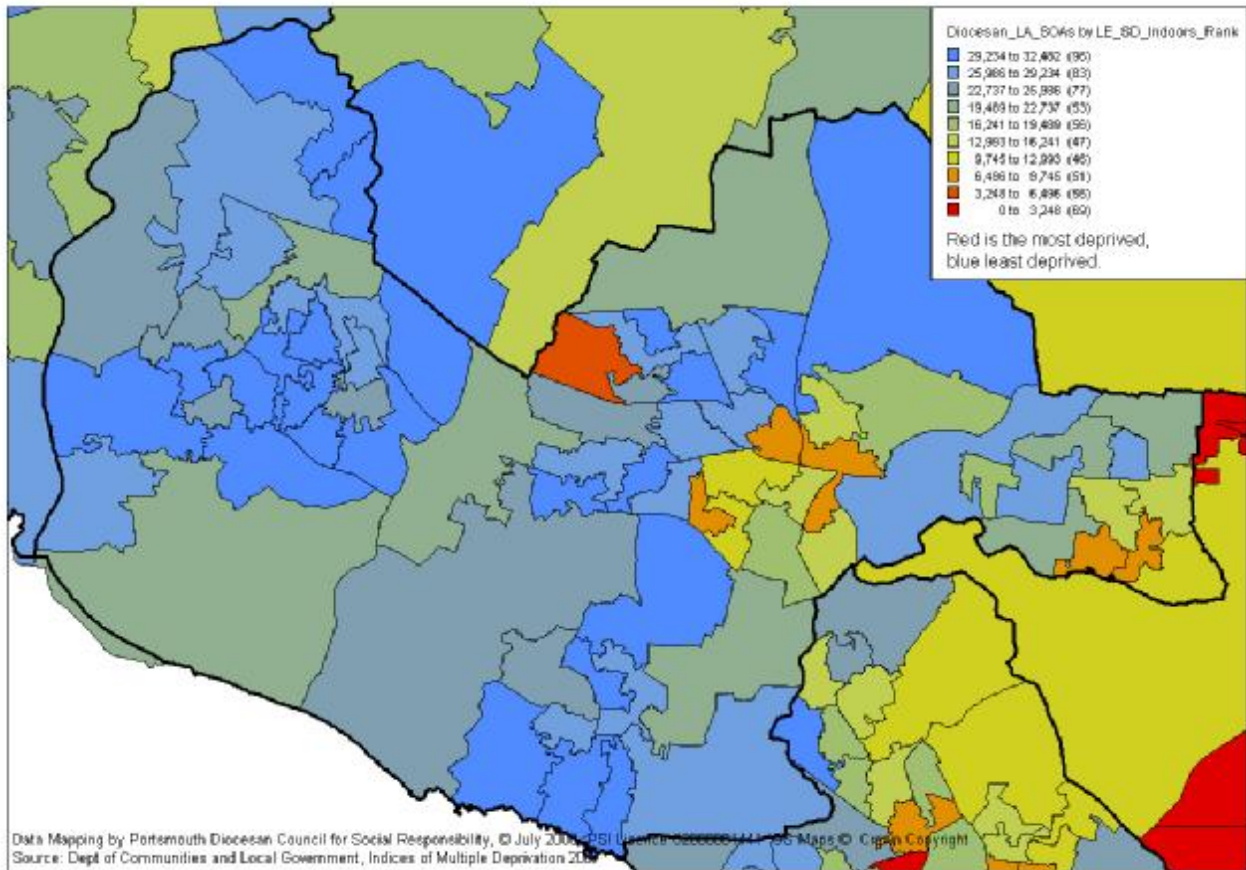 Diocesan_LA_SOAs by LE_SD_Indoors_Rank
29,234 to 32,482 (95)
25,986 to 29,234 (83)
22,737 to 25,986 (77)
19,489 to 22,737 (53)
16,241 to 19,489 (56)
12,993 to 16,241 (47)
9,745 to 12,993 (46)
6,496 to 9,745 (51)
3,248 to 6,496 (56)
0 to 3,248 (69)
Red is the most deprived,
blue least deprived.
Data Mapping by Portsmouth Diocesan Council for Social Responsibility, © July Licence Maps © Crown Copyright
Source: Dept of Communities and Local Government, Indices of Multiple Deprivation